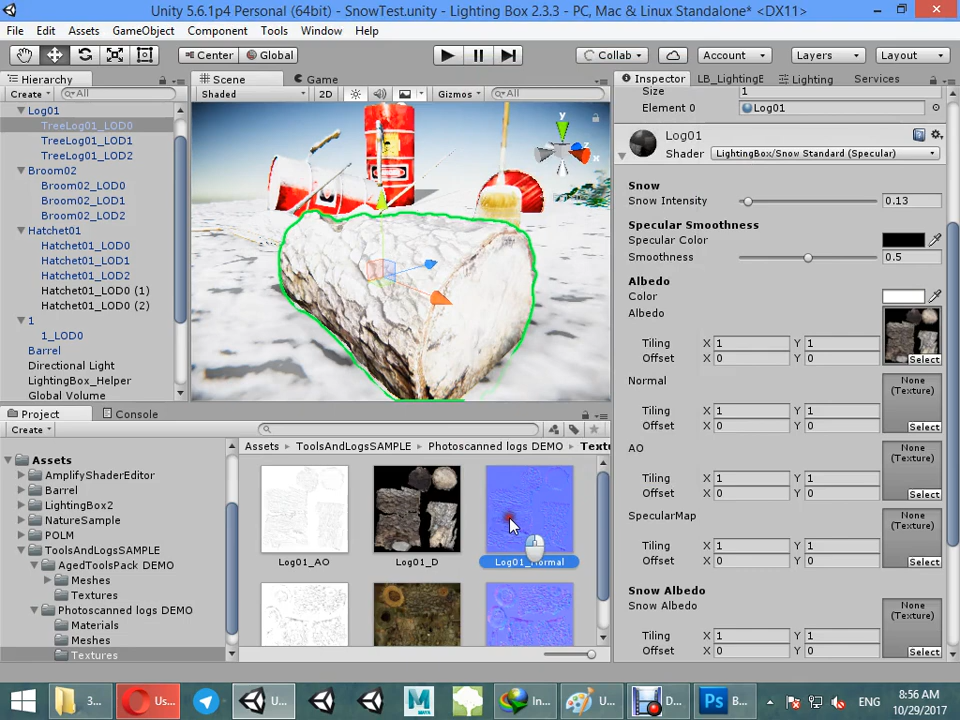 Unity 5.6.1p4 Personal (64bit) - SnowTest.unity - Lighting Box 2.3.3 - PC, Mac & Linux Standalone* <DX11>
File Edit Assets GameObject Component Tools Window Help
Center Global Collab Account Layers Layout
Hierarchy
Create All
Log01
TreeLog01_LOD0
TreeLog01_LOD1
TreeLog01_LOD2
Broom02
Broom02_LOD0
Broom02_LOD1
Broom02_LOD2
Hatchet01
Hatchet01_LOD0
Hatchet01_LOD1
Hatchet01_LOD2
Hatchet01_LOD0 (1)
Hatchet01_LOD0 (2)
1
1_LOD0
Barrel
Directional Light
LightingBox_Helper
Global Volume
Scene Game
Shaded 2D Gizmos All
y
z
x
Project Console
Create
Assets
AmplifyShaderEditor
Barrel
LightingBox2
NatureSample
POLM
ToolsAndLogsSAMPLE
AgedToolsPack DEMO
Meshes
Textures
Photoscanned logs DEMO
Materials
Meshes
Textures
Assets ToolsAndLogsSAMPLE Photoscanned logs DEMO Textu
Log01_AO Log01_D Log01_Normal
Inspector LB_LightingE Lighting Services
Size 1
Element 0 Log01
Log01
Shader LightingBox/Snow Standard (Specular)
Snow
Snow Intensity 0.13
Specular Smoothness
Specular Color
Smoothness 0.5
Albedo
Color
Albedo
Tiling X 1 Y 1
Offset X 0 Y 0 Select
Normal None (Texture)
Tiling X 1 Y 1
Offset X 0 Y 0 Select
AO None (Texture)
Tiling X 1 Y 1
Offset X 0 Y 0 Select
SpecularMap None (Texture)
Tiling X 1 Y 1
Offset X 0 Y 0 Select
Snow Albedo
Snow Albedo None (Texture)
Tiling X 1 Y 1
Offset X 0 Y 0 Select
3... Us... U... In... U... D... Ps B... ENG 8:56 AM
10/29/2017